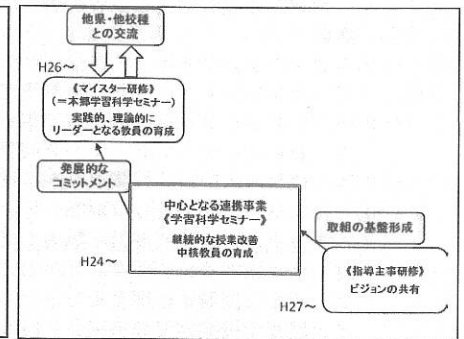 他県・他校種
との交流
H26～
《マイスター研修》
（＝本郷学習科学セミナー）
実践的、理論的に
リーダーとなる教員の育成
発展的な
コミットメント
中心となる連携事業
《学習科学セミナー》
継続的な授業改善
中核教員の育成
H24～
取組の基盤形成
《指導主事研修》
ビジョンの共有
H27～